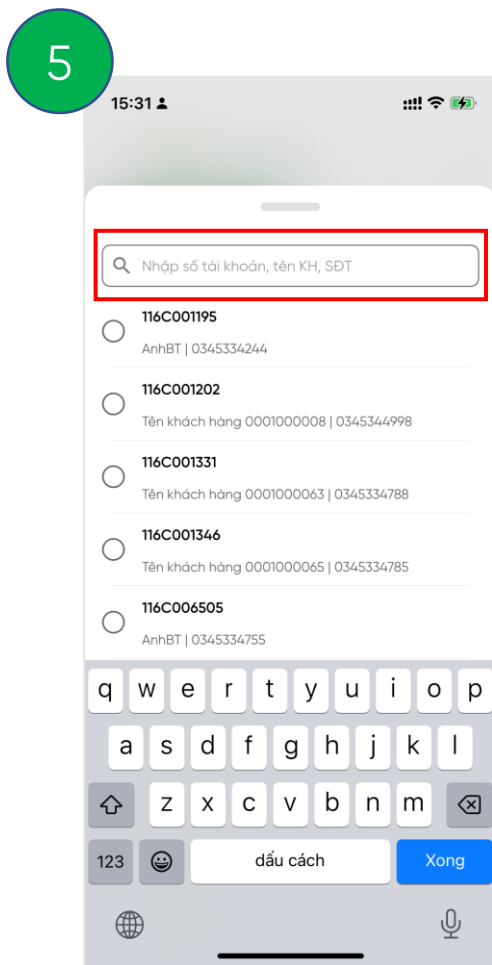 5
15:31
Nhập số tài khoản, tên KH, SĐT
116C001195
AnhBT | 0345334244
116C001202
Tên khách hàng 0001000008 | 0345344998
116C001331
Tên khách hàng 0001000063 | 0345334788
116C001346
Tên khách hàng 0001000065 | 0345334785
116C006505
AnhBT | 0345334755
q w e r t y u i o p
a s d f g h j k l
z x c v b n m
123 dấu cách Xong